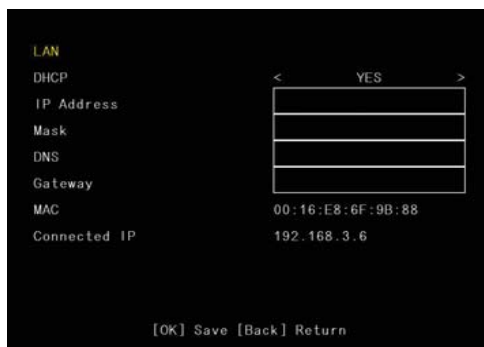 LAN
DHCP < YES >
IP Address
Mask
DNS
Gateway
MAC 00:16:E8:6F:9B:88
Connected IP 192.168.3.6
[OK] Save [Back] Return